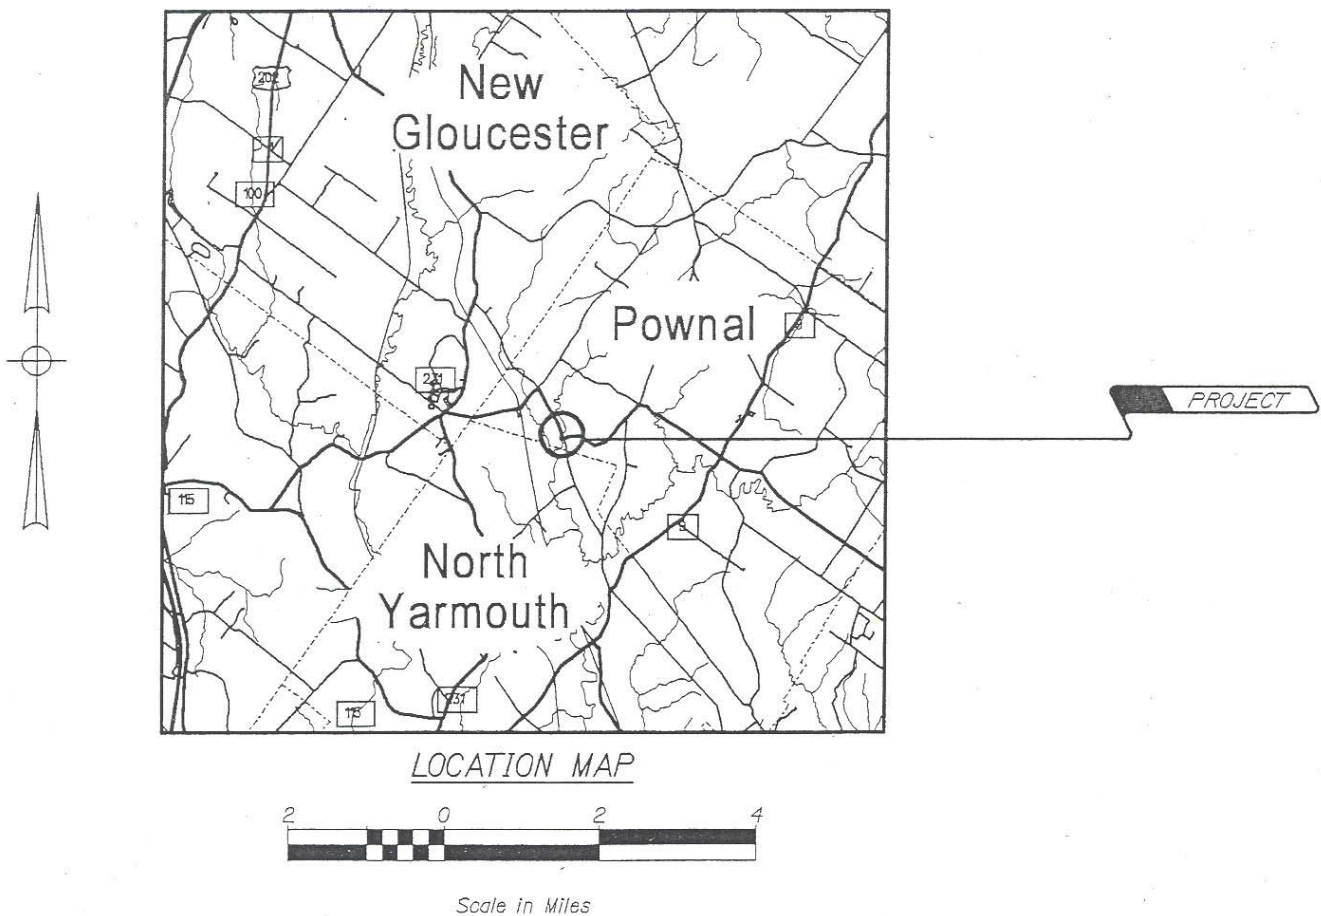 New
Gloucester
202
100
Pownal
9
231
PROJECT
115
9
North
Yarmouth
231
115
LOCATION MAP
2 0 2 4
Scale in Miles